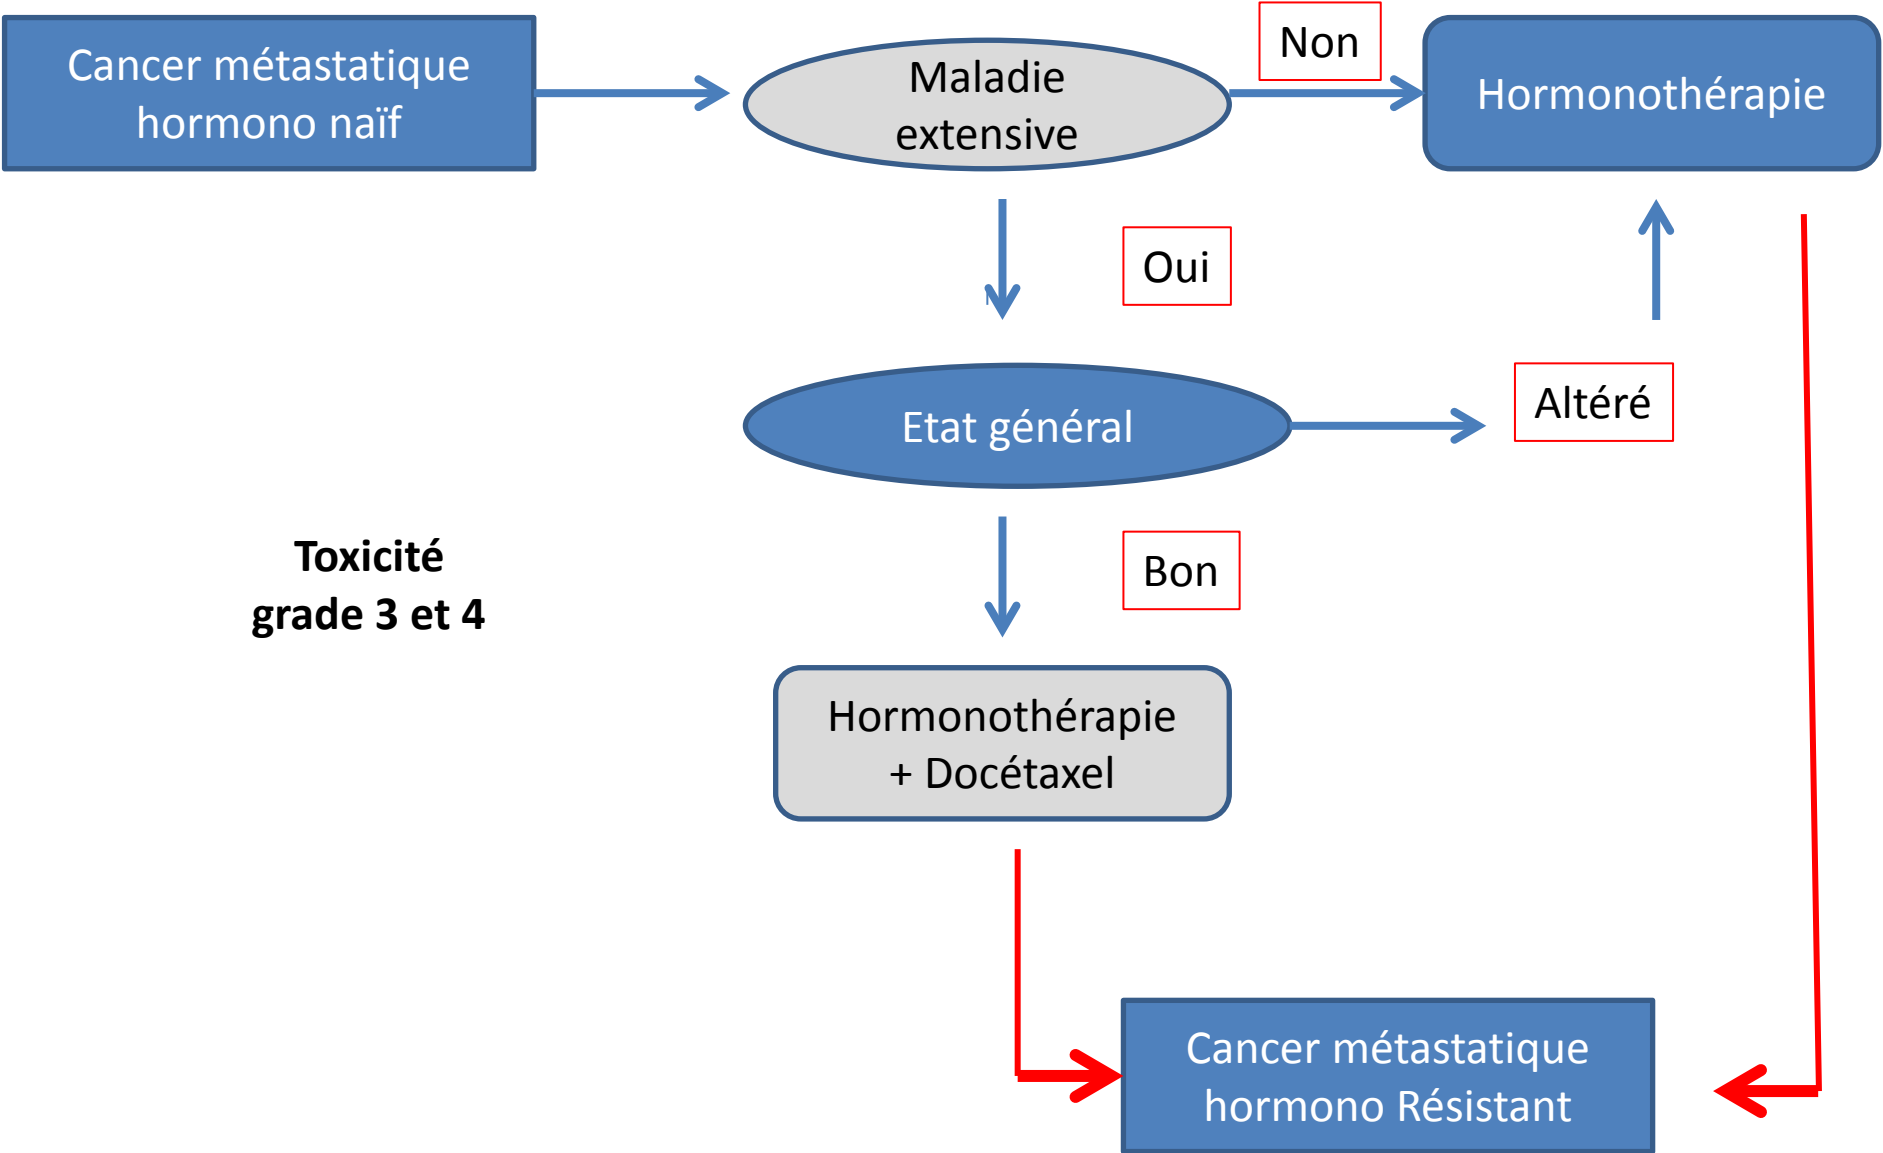 Cancer métastatique
hormono naïf
Maladie
extensive
Non
Hormonothérapie
Oui
Etat général
Altéré
Toxicité
grade 3 et 4
Bon
Hormonothérapie
+ Docétaxel
Cancer métastatique
hormono Résistant